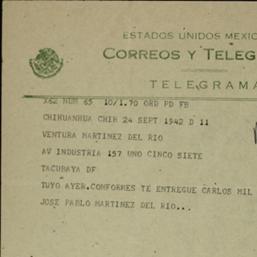 ESTADOS UNIDOS MEXIC
CORREOS Y TELEG
TELEGRAMA
X62 NUM 65 10/1.70 ORD PD FB
CHIHUANHUA CHIH 24 SEPT 1942 D 11
VENTURA MARTINEZ DEL RIO
AV INDUSTRIA 157 UNO CINCO SIETE
TACUBAYA DF
TUYO AYER.CONFORMES TE ENTREGUE CARLOS MIL
JOSE PABLO MARTINEZ DEL RIO...